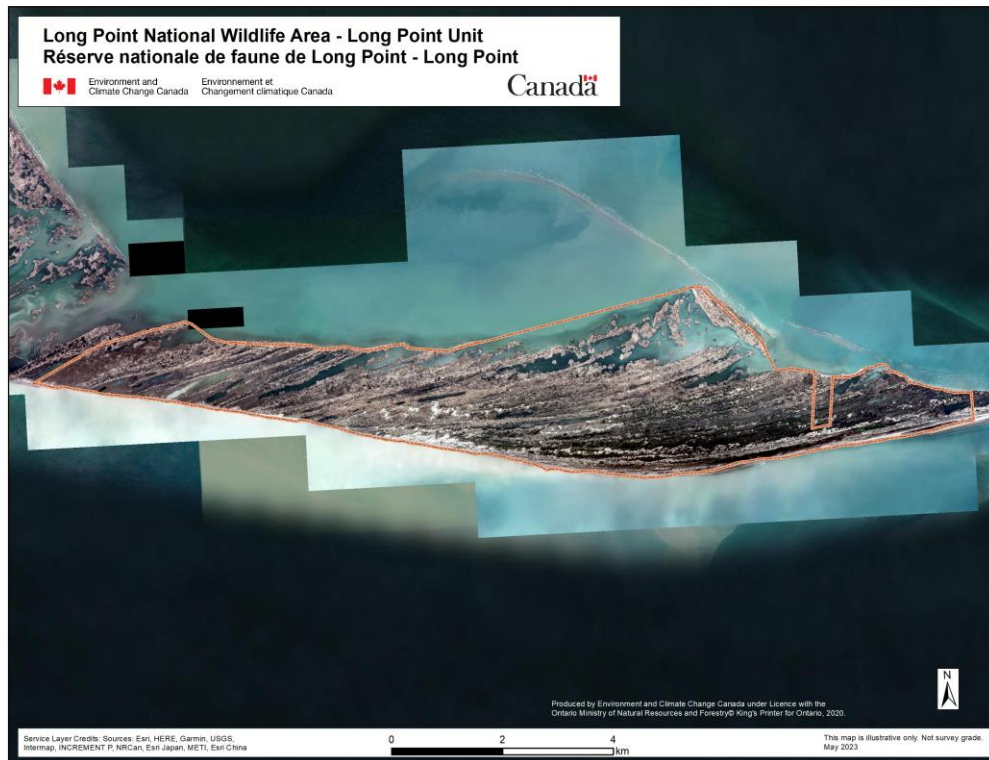 Long Point National Wildlife Area - Long Point Unit
Réserve nationale de faune de Long Point - Long Point
Environment and Environnement et
Climate Change Canada Changement climatique Canada
Canada
N
Produced by Environment and Climate Change Canada under Licence with the
Ontario Ministry of Natural Resources and Forestry© King's Printer for Ontario, 2020.
Service Layer Credits: Sources: Esri, HERE, Garmin, USGS,
Intermap, INCREMENT P, NRCan, Esri Japan, METI, Esri China
0 2 4
km
This map is illustrative only. Not survey grade.
May 2023